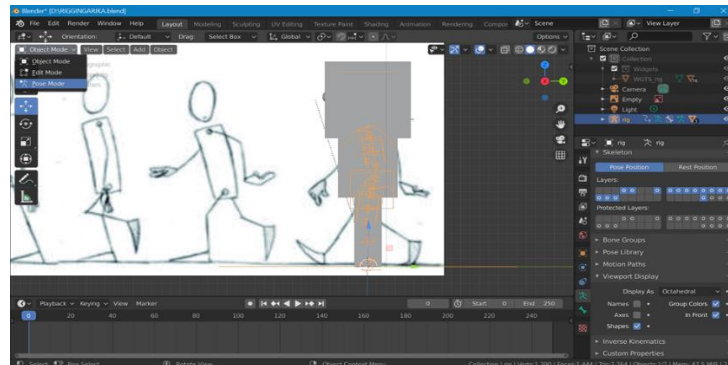 Blender* [D:\RIGGINGARKA.blend]
File Edit Render Window Help Layout Modeling Sculpting UV Editing Texture Paint Shading Animation Rendering Scene View Layer
Orientation: Default Drag: Select Box Global Options
Object Mode View Select Add Object
Object Mode
Edit Mode
Pose Mode
Scene Collection
Collection
Widgets
WGTS_rig
Camera
Empty
Light
rig
rig rig
Skeleton
Pose Position Rest Position
Layers:
Protected Layers:
Bone Groups
Pose Library
Motion Paths
Viewport Display
Display As Octahedral
Names Group Colors
Axes In Front
Shapes
Inverse Kinematics
Custom Properties
Playback Keying View Marker 0 Start 0 End 250
0 20 40 60 80 100 120 140 160 180 200 220 240
Select Box Select Rotate View Object Context Menu